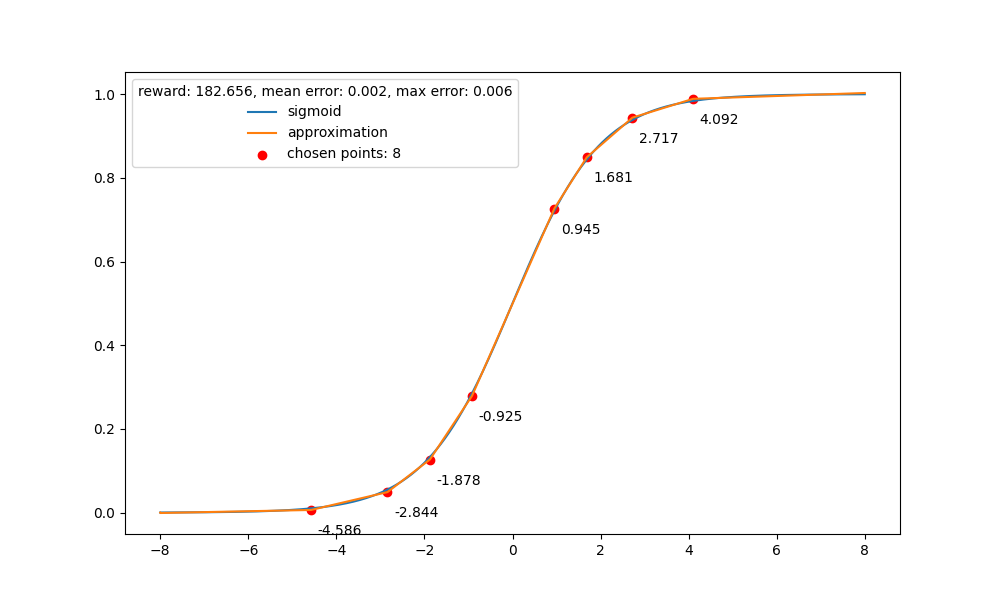 reward: 182.656, mean error: 0.002, max error: 0.006
sigmoid
approximation
chosen points: 8
1.0
0.8
0.6
0.4
0.2
0.0
4.092
2.717
1.681
0.945
-0.925
-1.878
-2.844
-4.586
−8 −6 −4 −2 0 2 4 6 8